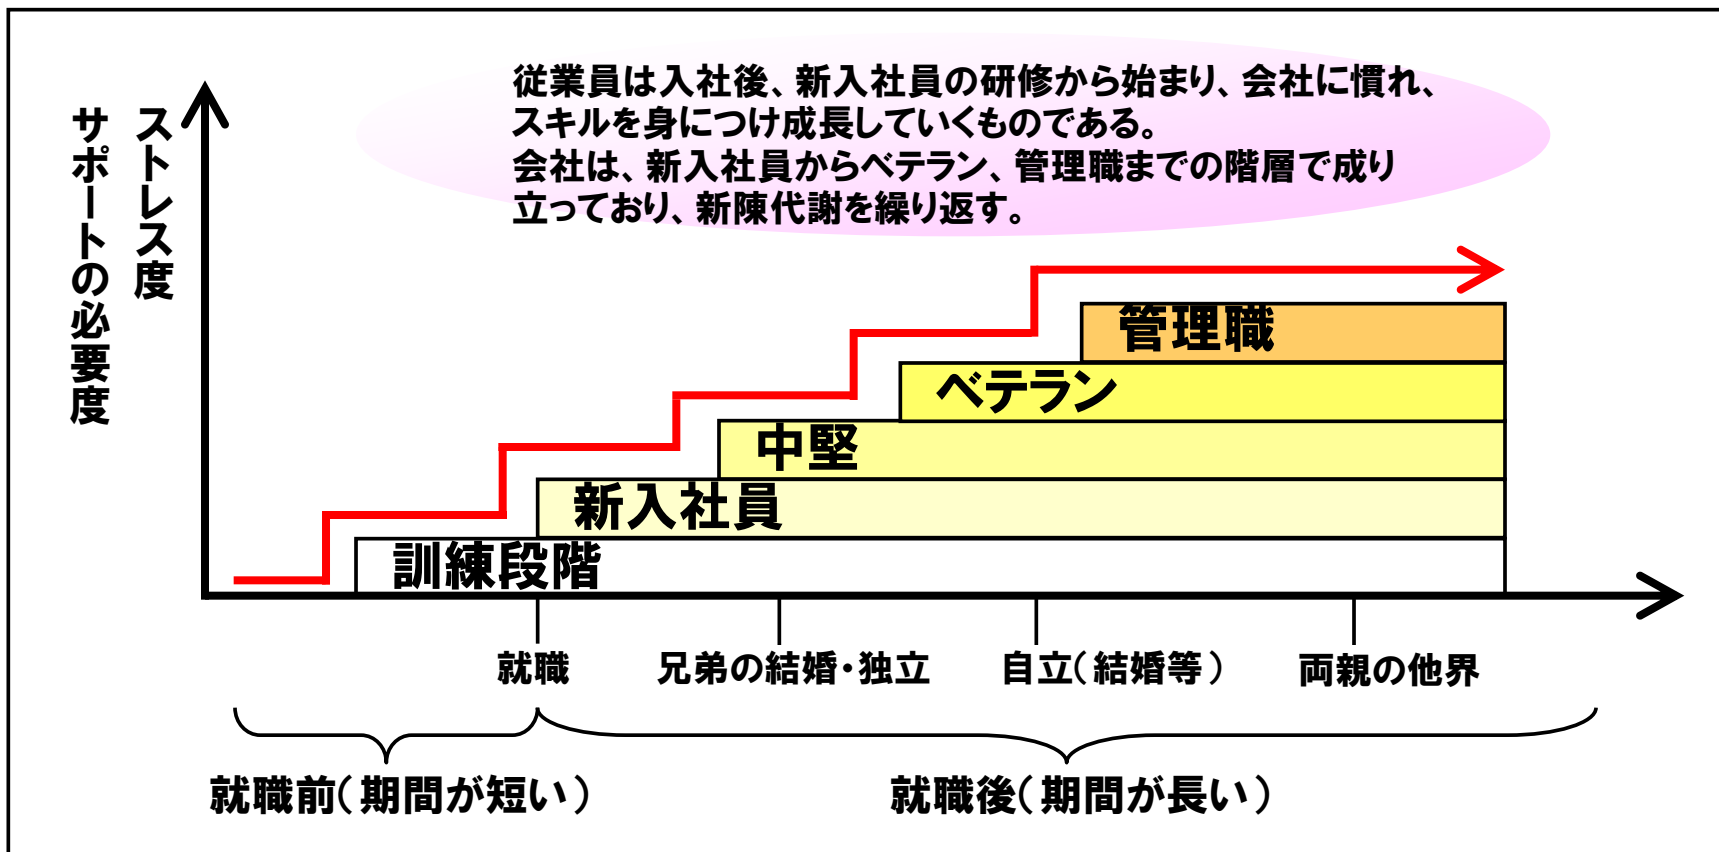 従業員は入社後、新入社員の研修から始まり、会社に慣れ、
スキルを身につけ成長していくものである。
会社は、新入社員からベテラン、管理職までの階層で成り
立っており、新陳代謝を繰り返す。
ストレス度
サポートの必要度
管理職
ベテラン
中堅
新入社員
訓練段階
就職
兄弟の結婚・独立
自立(結婚等)
両親の他界
就職前(期間が短い)
就職後(期間が長い)